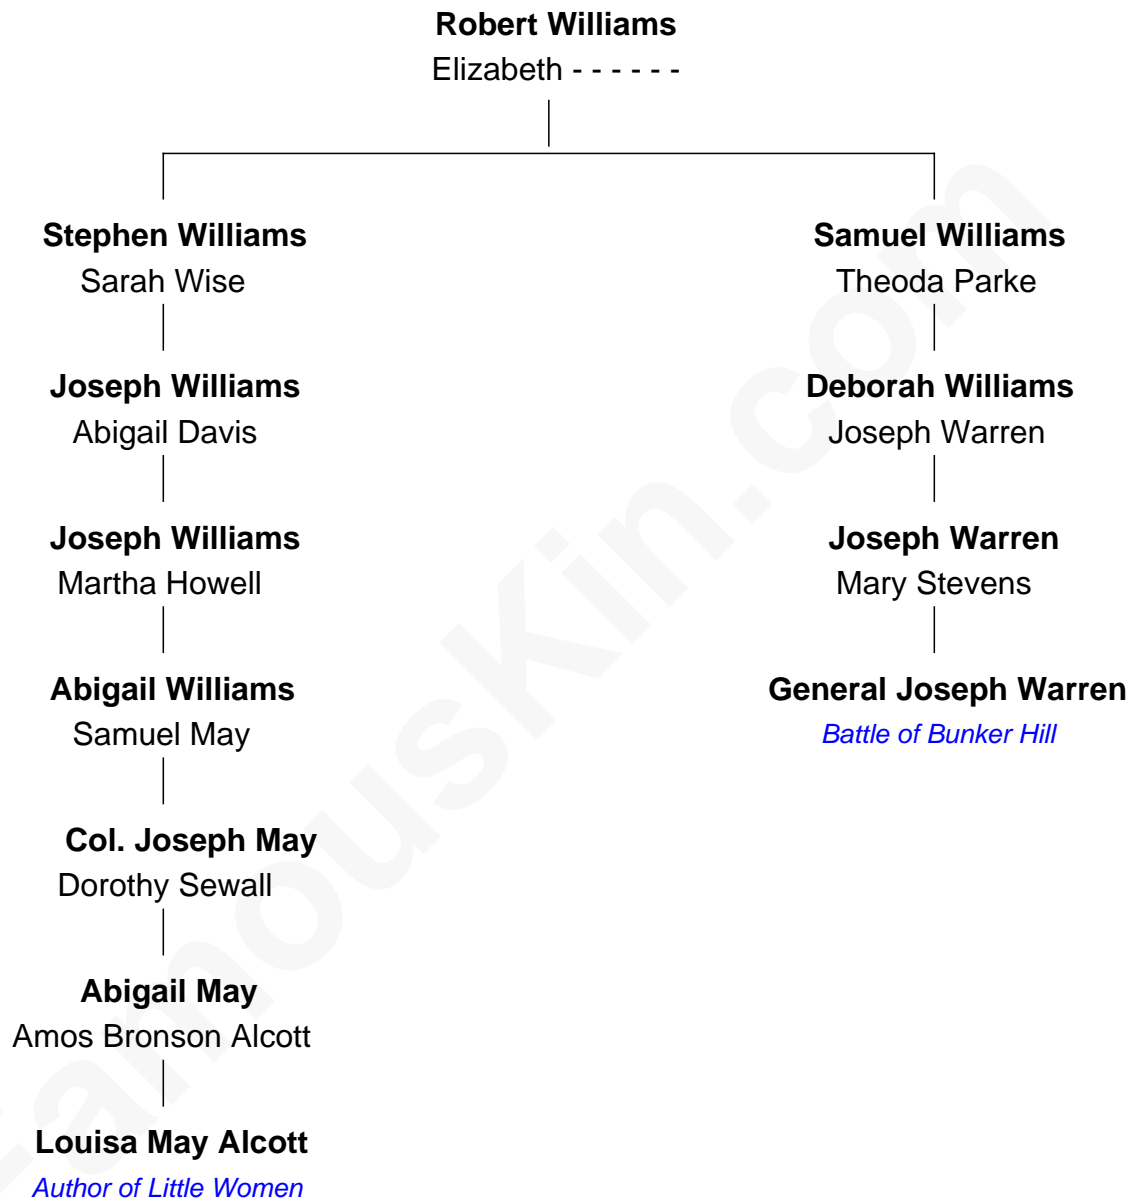 Robert Williams
Elizabeth - - - - - -
Stephen Williams
Sarah Wise
Samuel Williams
Theoda Parke
Joseph Williams
Abigail Davis
Deborah Williams
Joseph Warren
Joseph Williams
Martha Howell
Joseph Warren
Mary Stevens
Abigail Williams
Samuel May
General Joseph Warren
Battle of Bunker Hill
Col. Joseph May
Dorothy Sewall
Abigail May
Amos Bronson Alcott
Louisa May Alcott
Author of Little Women
FamousKin.com